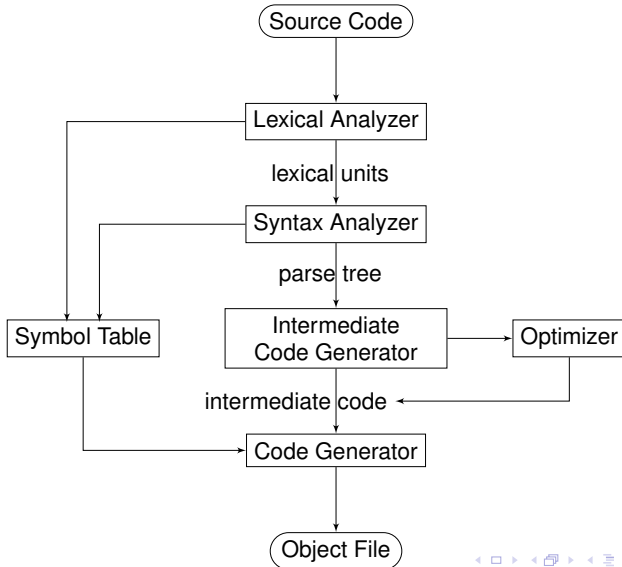 Source Code
Lexical Analyzer
lexical units
Syntax Analyzer
parse tree
Symbol Table
Intermediate
Code Generator
Optimizer
intermediate code
Code Generator
Object File